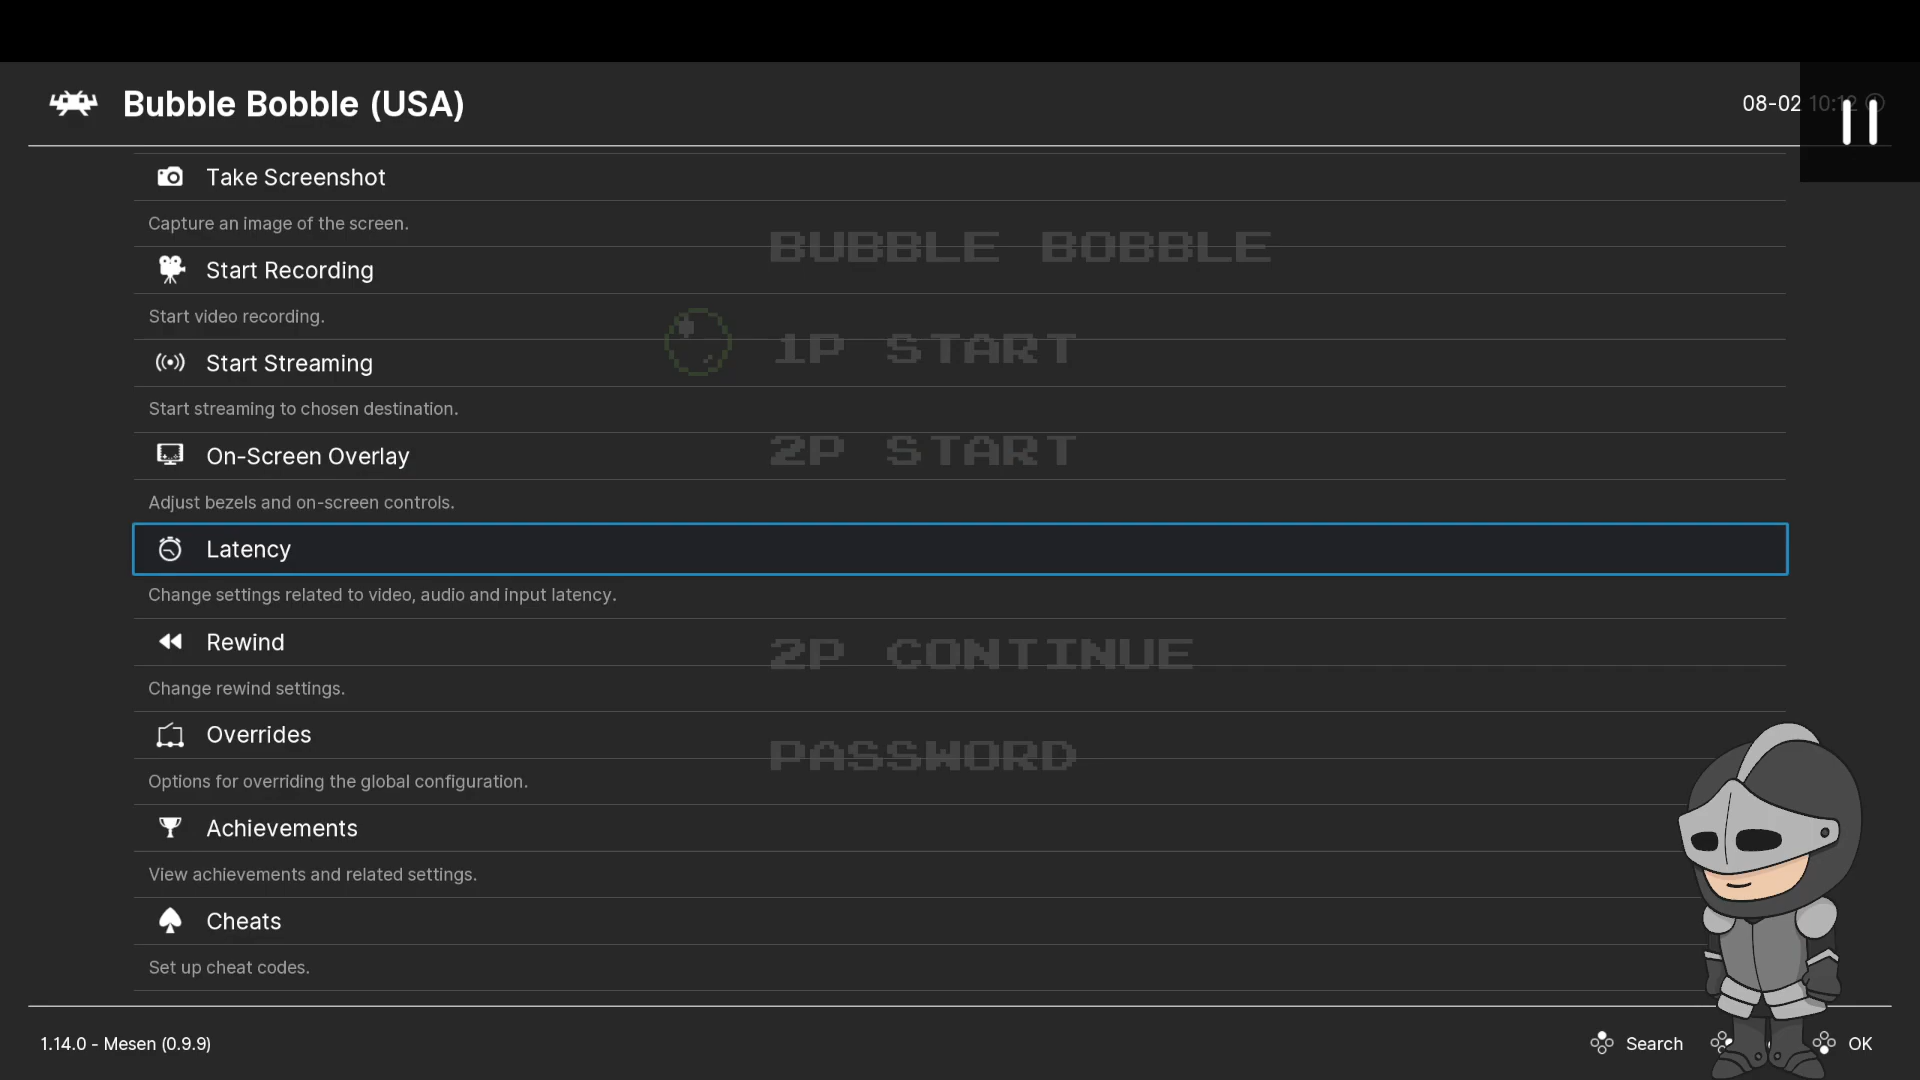 Bubble Bobble (USA)
08-02 10:12
Take Screenshot
Capture an image of the screen.
BUBBLE BOBBLE
Start Recording
Start video recording.
1P START
Start Streaming
Start streaming to chosen destination.
2P START
On-Screen Overlay
Adjust bezels and on-screen controls.
Latency
Change settings related to video, audio and input latency.
Rewind
2P CONTINUE
Change rewind settings.
Overrides
PASSWORD
Options for overriding the global configuration.
Achievements
View achievements and related settings.
Cheats
Set up cheat codes.
1.14.0 - Mesen (0.9.9)
Search
OK